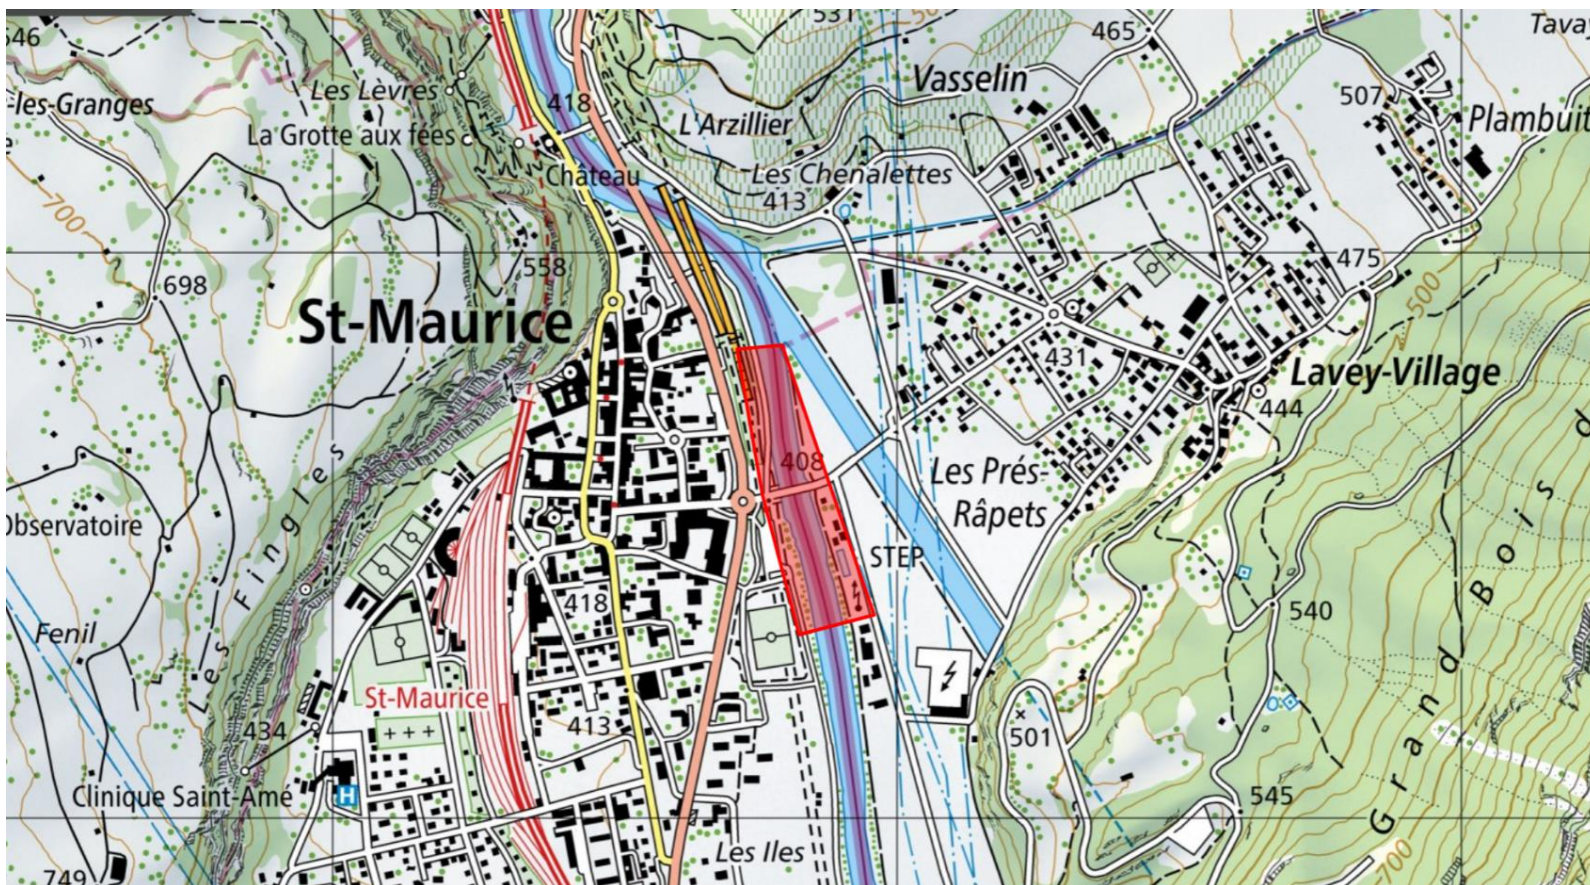 531
50
546
465
Tava
Les Lèvres
Vasselin
507
-les-Granges
418
L'Arzillier
Plambuit
La Grotte aux fées
Château
Les Chenalettes
413
700
698
558
475
500
St-Maurice
431
Lavey-Village
444
408
Les Prés-
Râpets
Observatoire
Les Fingles
STEP
Grand Bois d
418
540
Fenil
St-Maurice
434
413
501
Clinique Saint-Amé
H
545
Les Iles
749
700